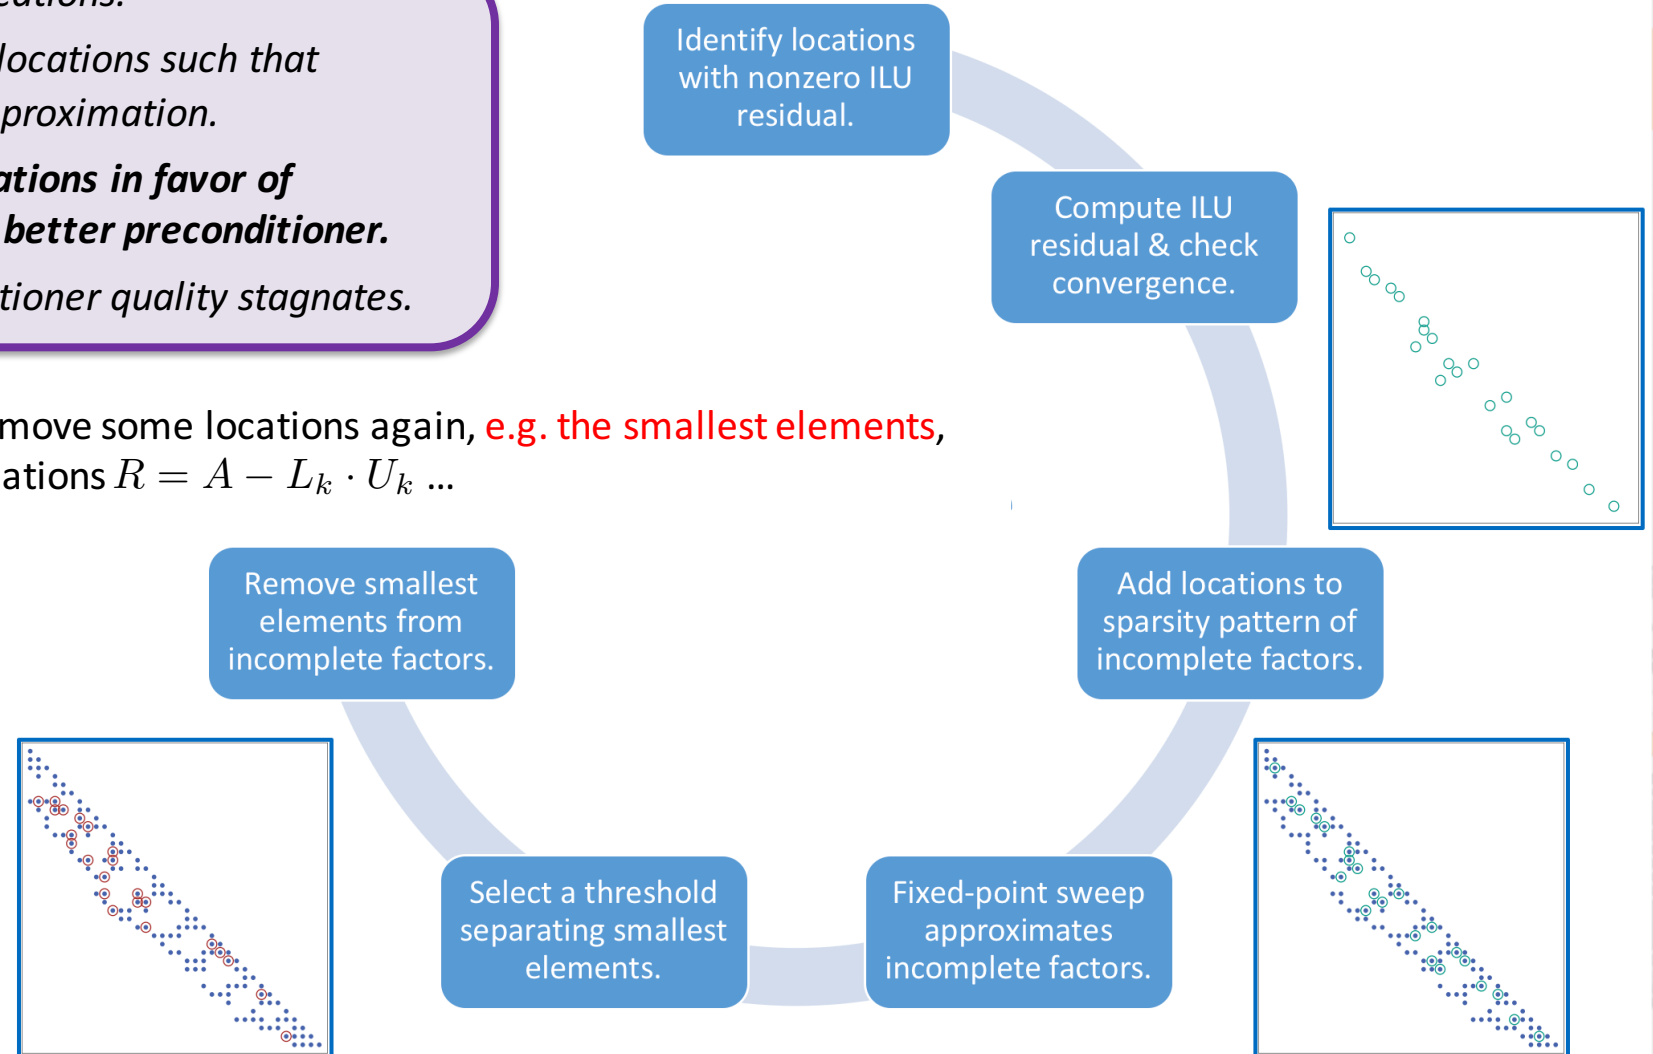 locations such that
proximation.
ations in favor of
better preconditioner.
tioner quality stagnates.
move some locations again, e.g. the smallest elements,
ations R = A − L_k · U_k ...
Identify locations
with nonzero ILU
residual.
Compute ILU
residual & check
convergence.
Add locations to
sparsity pattern of
incomplete factors.
Fixed-point sweep
approximates
incomplete factors.
Select a threshold
separating smallest
elements.
Remove smallest
elements from
incomplete factors.